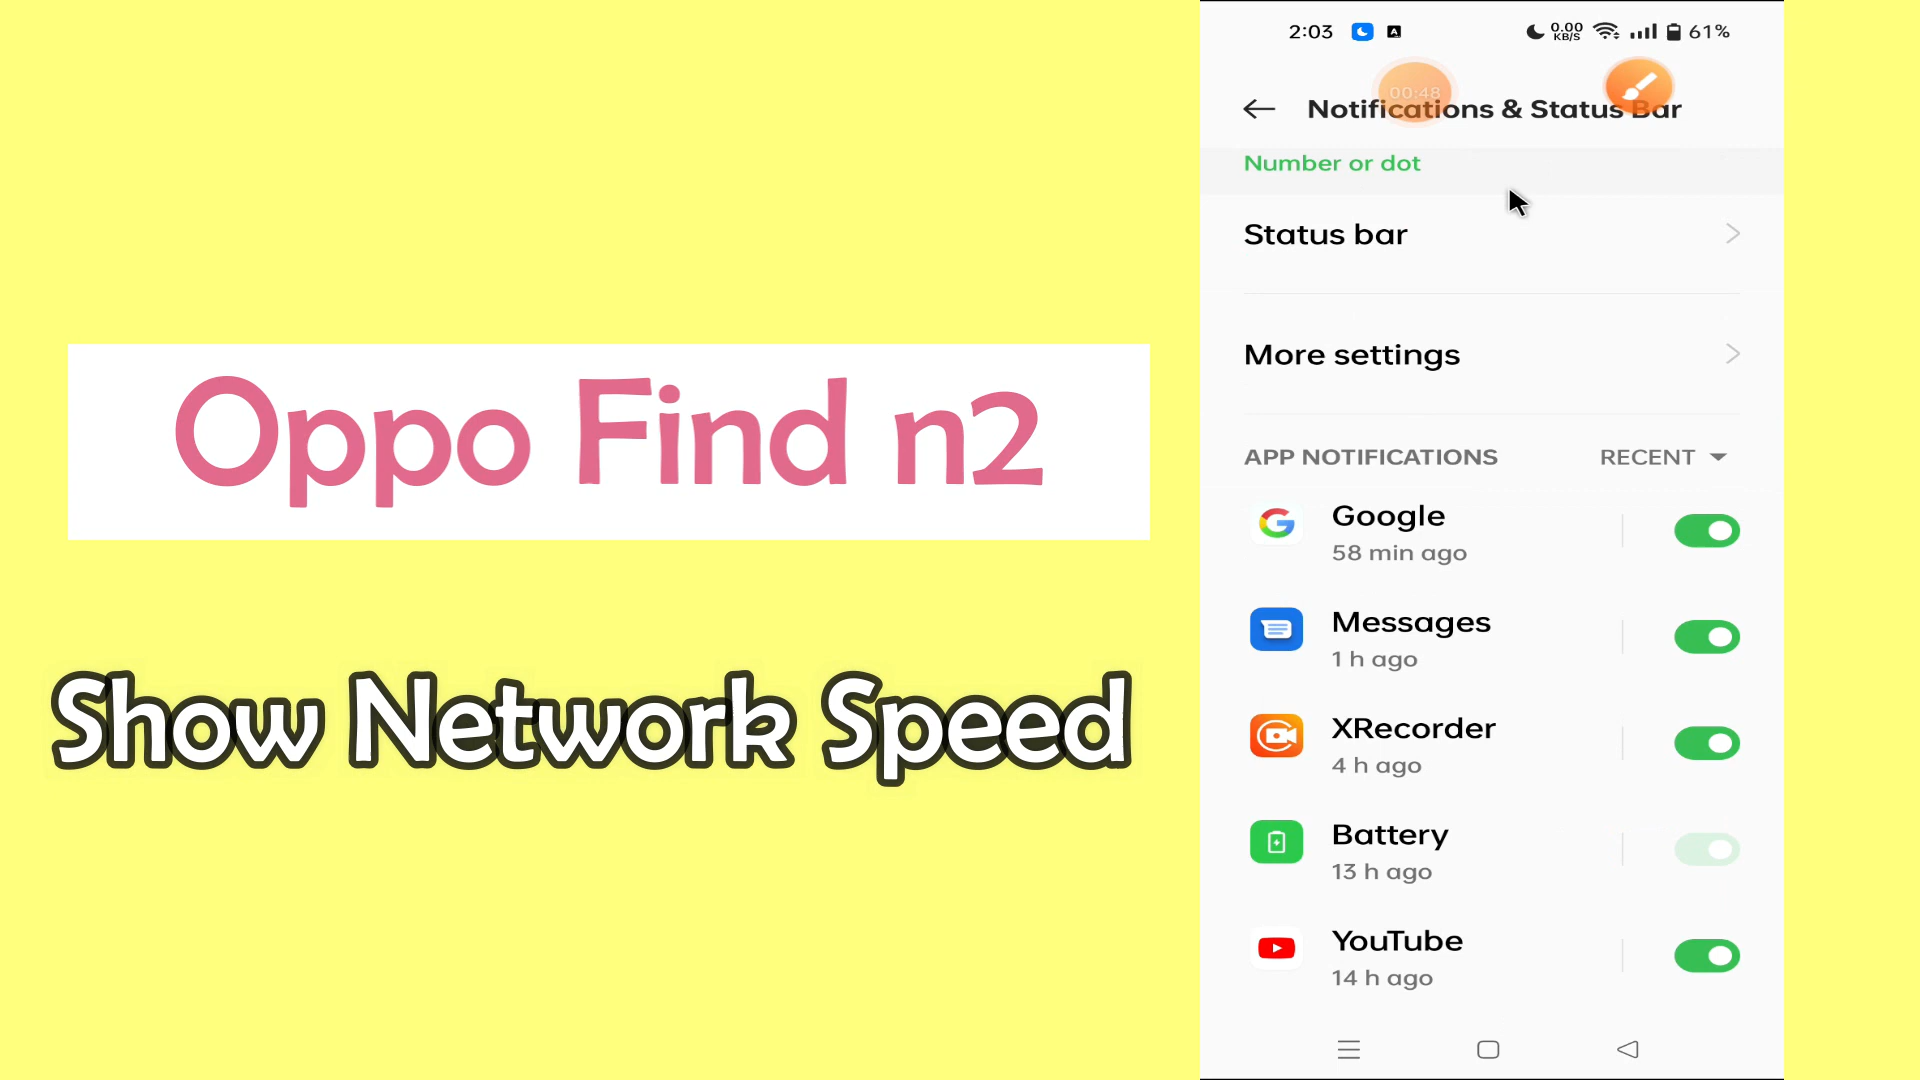 Oppo Find n2
Show Network Speed
2:03
A
0.00
KB/S
61%
00:48
Notifications & Status Bar
Number or dot
Status bar
More settings
APP NOTIFICATIONS RECENT
Google
58 min ago
Messages
1 h ago
XRecorder
4 h ago
Battery
13 h ago
YouTube
14 h ago